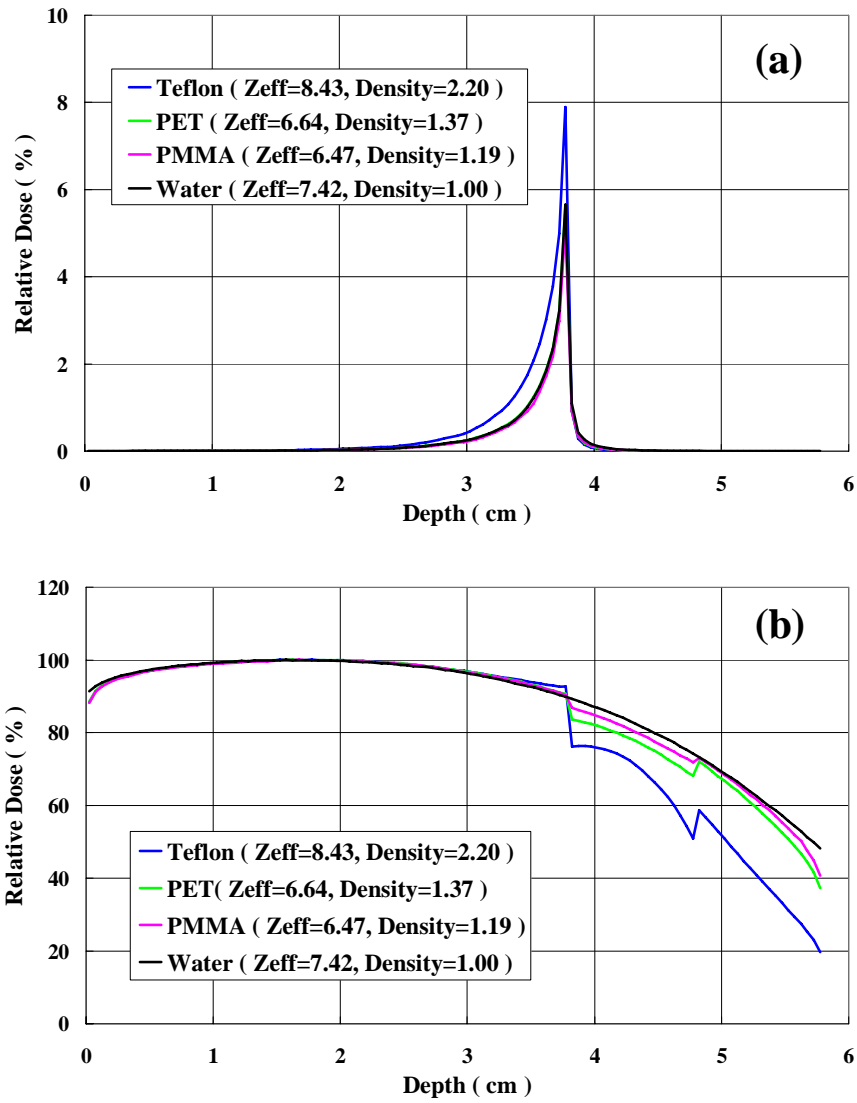 10
(a)
Teflon ( Zeff=8.43, Density=2.20 )
PET ( Zeff=6.64, Density=1.37 )
PMMA ( Zeff=6.47, Density=1.19 )
Water ( Zeff=7.42, Density=1.00 )
8
6
4
2
0
Relative Dose ( % )
0 1 2 3 4 5 6
Depth ( cm )
120
(b)
100
80
60
40
20
0
Relative Dose ( % )
Teflon ( Zeff=8.43, Density=2.20 )
PET( Zeff=6.64, Density=1.37 )
PMMA ( Zeff=6.47, Density=1.19 )
Water ( Zeff=7.42, Density=1.00 )
0 1 2 3 4 5 6
Depth ( cm )